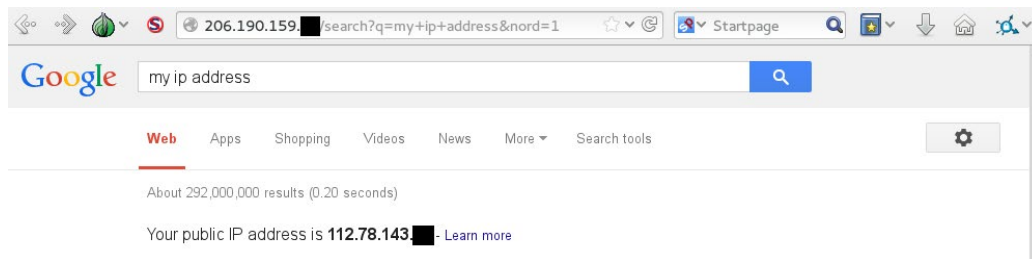 206.190.159. /search?q=my+ip+address&nord=1 Startpage
Google my ip address
Web Apps Shopping Videos News More Search tools
About 292,000,000 results (0.20 seconds)
Your public IP address is 112.78.143. - Learn more